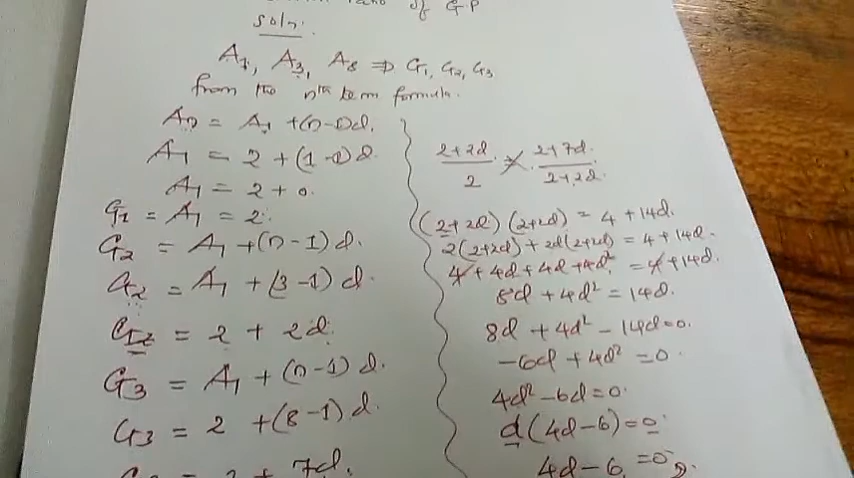 ratio of GP
soln.
A1, A3, A8 ⇒ G1, G2, G3
from the nth term formula.
An = A1 + (n-1)d.
A1 = 2 + (1-1)d
A1 = 2 + 0.
G1 = A1 = 2.
G2 = A1 + (n-1)d.
G2 = A1 + (3-1)d.
G2 = 2 + 2d.
G3 = A1 + (n-1)d.
G3 = 2 + (8-1)d.
7d.
2+2d/2 = 2+7d/2+2d.
(2+2d)(2+2d) = 4 + 14d.
2(2+2d) + 2d(2+2d) = 4 + 14d.
4 + 4d + 4d + 4d² = 4 + 14d.
8d + 4d² = 14d.
8d + 4d² - 14d = 0.
-6d + 4d² = 0.
4d² - 6d = 0.
d(4d-6) = 0.
4d - 6 = 0